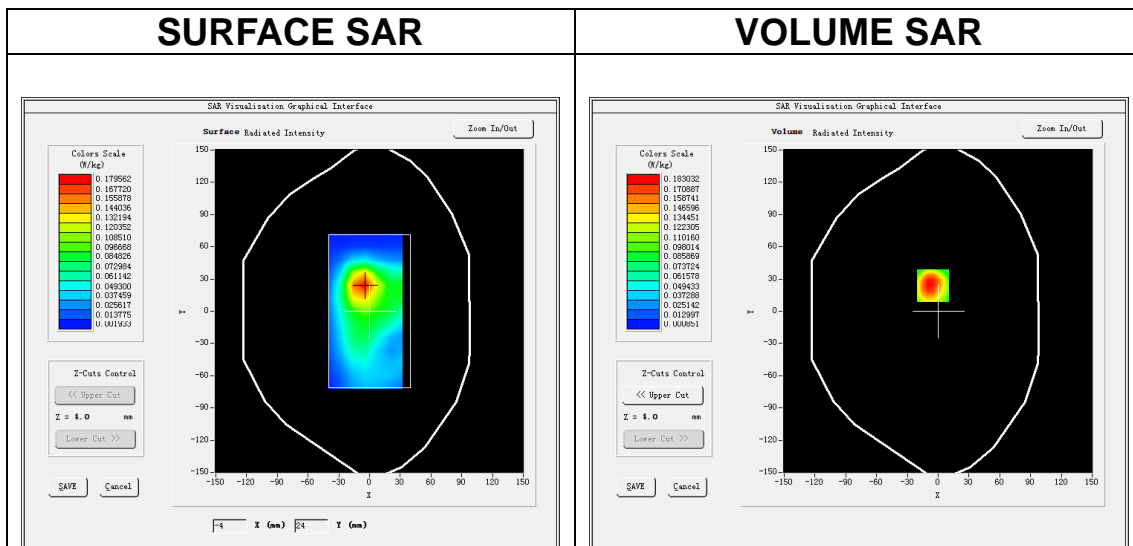 SURFACE SAR
VOLUME SAR
SAR Visualisation Graphical Interface
Surface Radiated Intensity
Zoom In/Out
Colors Scale
(W/kg)
0.179562
0.167720
0.155878
0.144036
0.132194
0.120352
0.108510
0.096668
0.084826
0.072984
0.061142
0.049300
0.037459
0.025617
0.013775
0.001933
Z-Cuts Control
<< Upper Cut
Z = 4.0 mm
Lower Cut >>
SAVE
Cancel
150
120
90
60
30
0
-30
-60
-90
-120
-150
Y
-150 -120 -90 -60 -30 0 30 60 90 120 150
X
-4 X (mm) 24 Y (mm)
SAR Visualisation Graphical Interface
Volume Radiated Intensity
Zoom In/Out
Colors Scale
(W/kg)
0.183032
0.170887
0.158741
0.146596
0.134451
0.122305
0.110160
0.098014
0.085869
0.073724
0.061578
0.049433
0.037288
0.025142
0.012997
0.000851
Z-Cuts Control
<< Upper Cut
Z = 4.0 mm
Lower Cut >>
SAVE
Cancel
150
120
90
60
30
0
-30
-60
-90
-120
-150
Y
-150 -120 -90 -60 -30 0 30 60 90 120 150
X